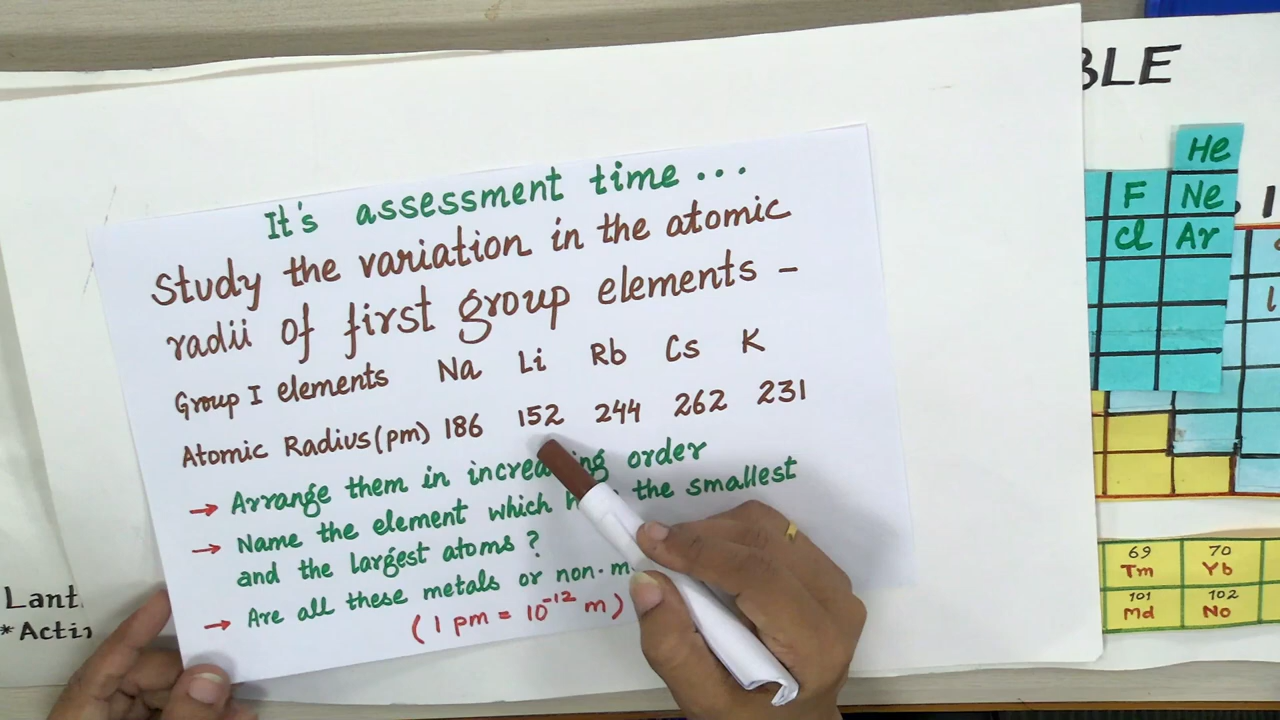 It's assessment time...
Study the variation in the atomic
radii of first group elements -
Group I elements Na Li Rb Cs K
Atomic Radius (pm) 186 152 244 262 231
→ Arrange them in increasing order
→ Name the element which the smallest
and the largest atoms?
→ Are all these metals or non-m
(1 pm = 10⁻¹² m)
BLE
He
F Ne
Cl Ar
69 70
Tm Yb
101 102
Md No
Lant
*Acti